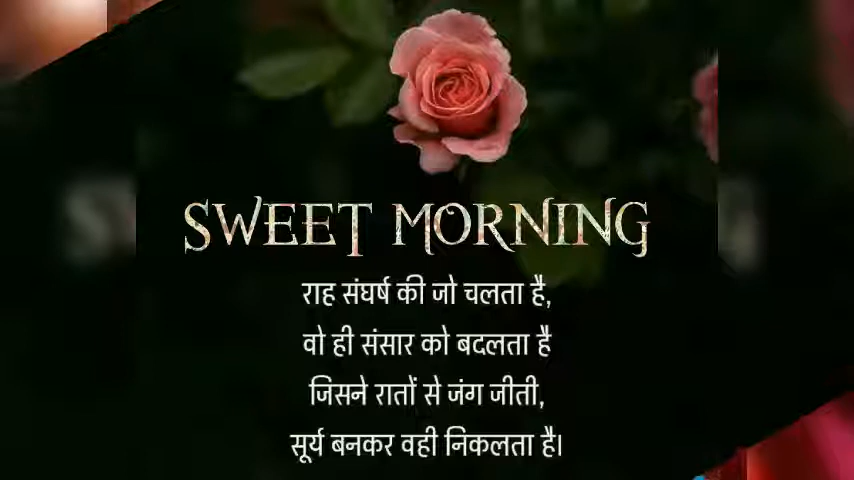 SWEET MORNING
राह संघर्ष की जो चलता है,
वो ही संसार को बदलता है
जिसने रातों से जंग जीती,
सूर्य बनकर वही निकलता है।